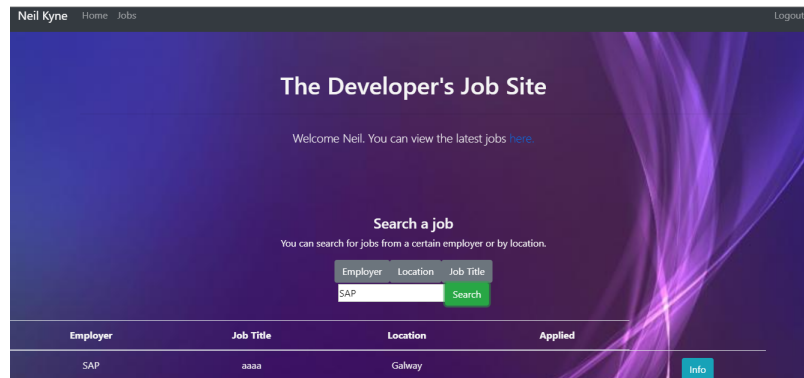 Neil Kyne Home Jobs Logout
The Developer's Job Site
Welcome Neil. You can view the latest jobs here.
Search a job
You can search for jobs from a certain employer or by location.
Employer Location Job Title
SAP Search
Employer Job Title Location Applied
SAP aaaa Galway Info